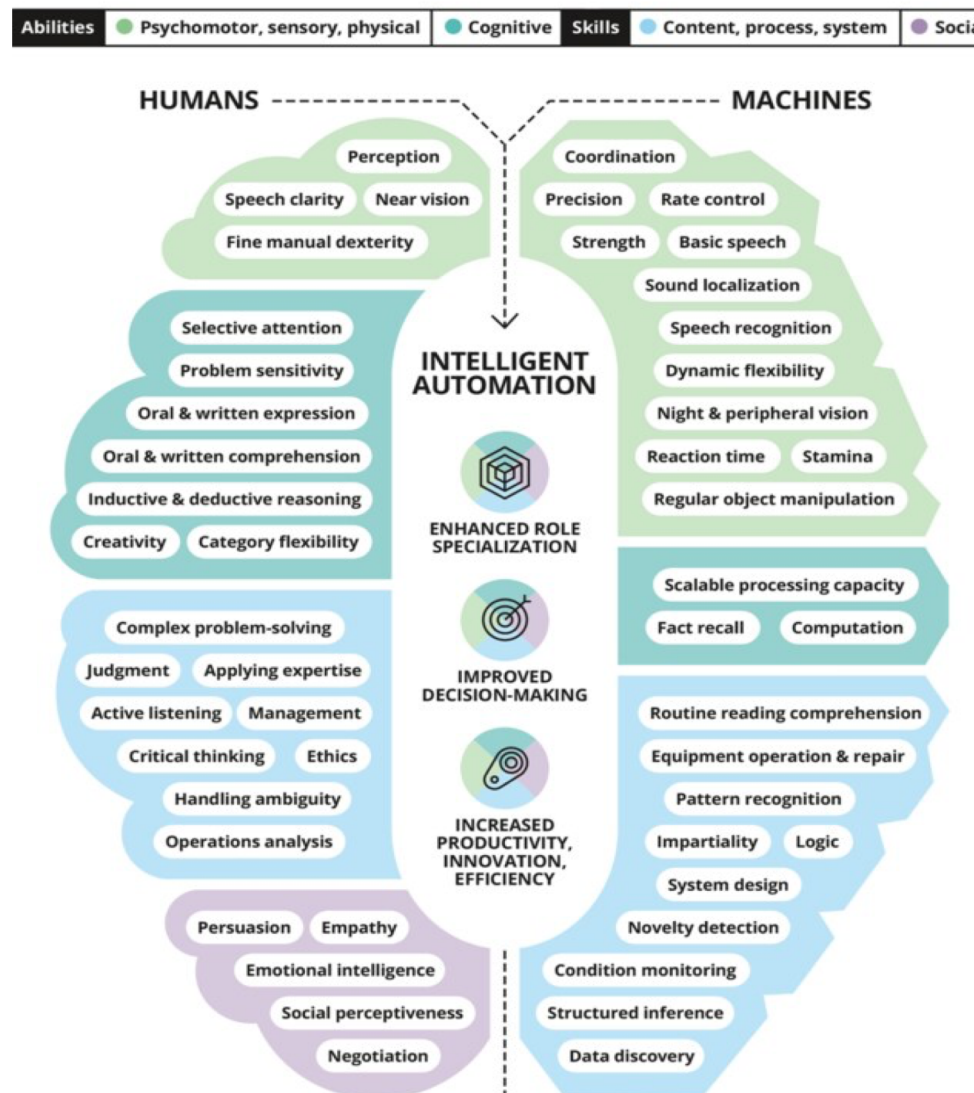 Abilities Psychomotor, sensory, physical Cognitive Skills Content, process, system Socia
HUMANS
MACHINES
Perception
Speech clarity Near vision
Fine manual dexterity
Selective attention
Problem sensitivity
Oral & written expression
Oral & written comprehension
Inductive & deductive reasoning
Creativity Category flexibility
Complex problem-solving
Judgment Applying expertise
Active listening Management
Critical thinking Ethics
Handling ambiguity
Operations analysis
Persuasion Empathy
Emotional intelligence
Social perceptiveness
Negotiation
INTELLIGENT
AUTOMATION
ENHANCED ROLE
SPECIALIZATION
IMPROVED
DECISION-MAKING
INCREASED
PRODUCTIVITY,
INNOVATION,
EFFICIENCY
Coordination
Precision Rate control
Strength Basic speech
Sound localization
Speech recognition
Dynamic flexibility
Night & peripheral vision
Reaction time Stamina
Regular object manipulation
Scalable processing capacity
Fact recall Computation
Routine reading comprehension
Equipment operation & repair
Pattern recognition
Impartiality Logic
System design
Novelty detection
Condition monitoring
Structured inference
Data discovery